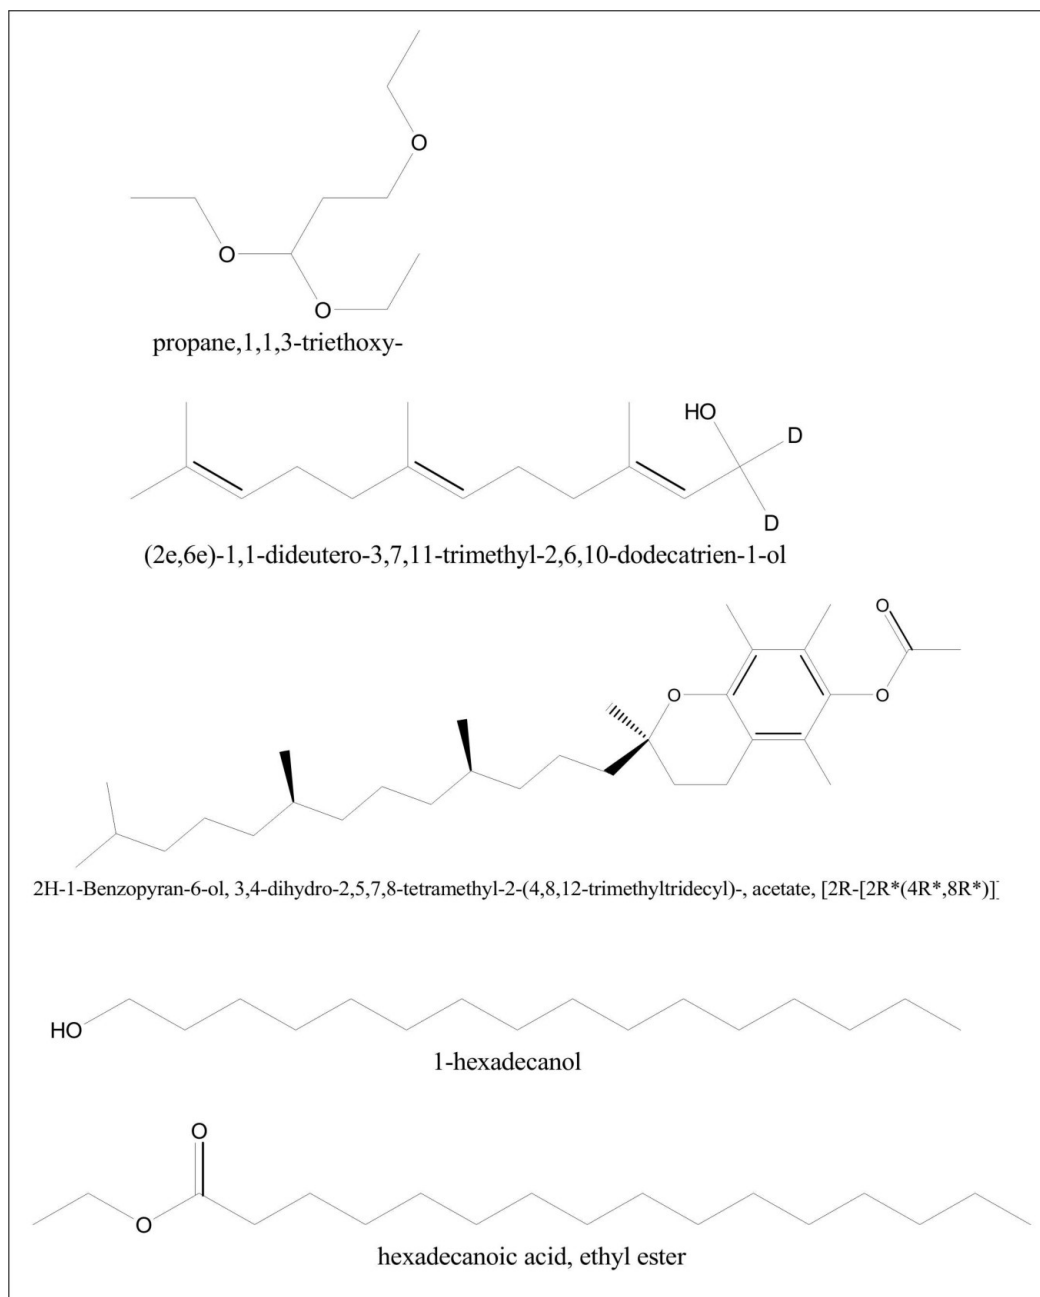 O
O
O
propane,1,1,3-triethoxy-
HO
D
D
(2e,6e)-1,1-dideutero-3,7,11-trimethyl-2,6,10-dodecatrien-1-ol
O
O
O
2H-1-Benzopyran-6-ol, 3,4-dihydro-2,5,7,8-tetramethyl-2-(4,8,12-trimethyltridecyl)-, acetate, [2R-[2R*(4R*,8R*)]]
HO
1-hexadecanol
O
O
hexadecanoic acid, ethyl ester